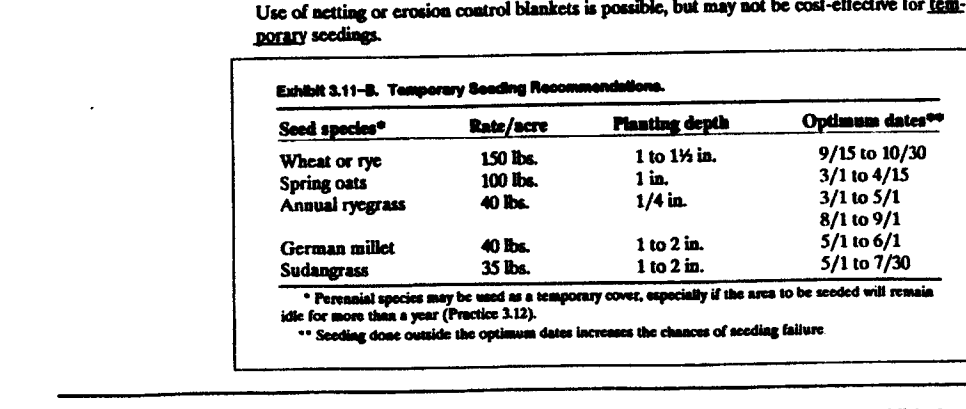 Use of netting or erosion control blankets is possible, but may not be cost-effective for tem-
porary seedings.
Exhibit 3.11–B. Temporary Seeding Recommendations.
Seed species* Rate/acre Planting depth Optimum dates**
Wheat or rye 150 lbs. 1 to 1½ in. 9/15 to 10/30
Spring oats 100 lbs. 1 in. 3/1 to 4/15
Annual ryegrass 40 lbs. 1/4 in. 3/1 to 5/1
8/1 to 9/1
German millet 40 lbs. 1 to 2 in. 5/1 to 6/1
Sudangrass 35 lbs. 1 to 2 in. 5/1 to 7/30
* Perennial species may be used as a temporary cover, especially if the area to be seeded will remain
idle for more than a year (Practice 3.12).
** Seeding done outside the optimum dates increases the chances of seeding failure